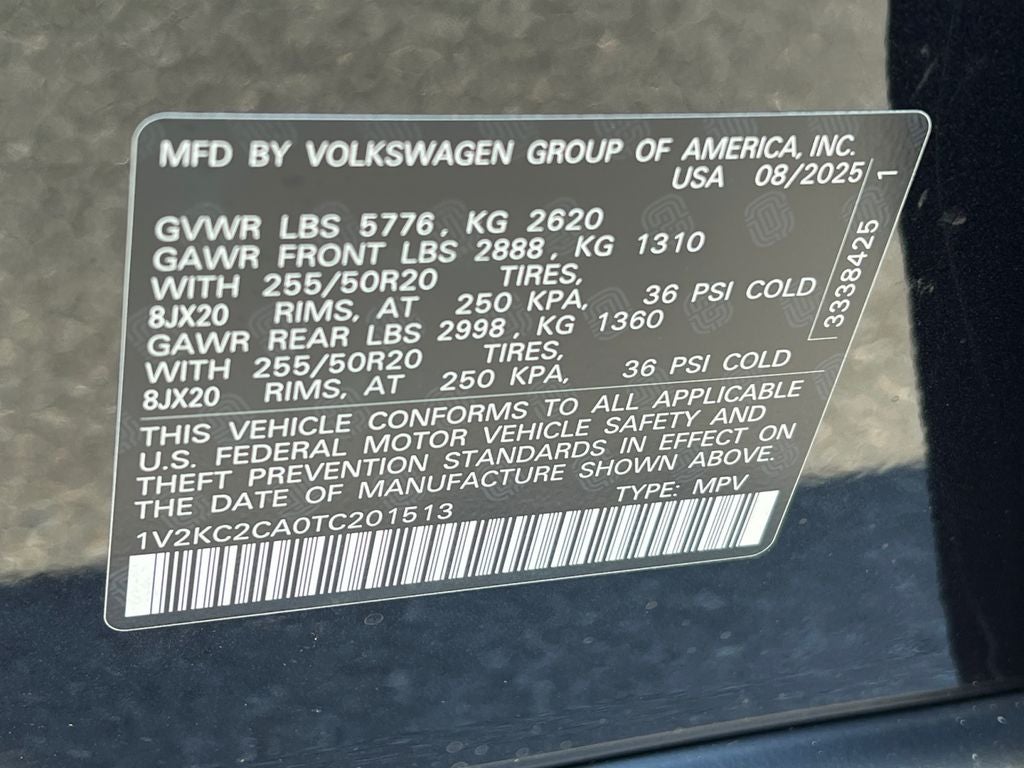 MFD BY VOLKSWAGEN GROUP OF AMERICA, INC.
USA 08/2025
GVWR LBS 5776, KG 2620
GAWR FRONT LBS 2888, KG 1310
WITH 255/50R20 TIRES,
8JX20 RIMS, AT 250 KPA, 36 PSI COLD
GAWR REAR LBS 2998, KG 1360
WITH 255/50R20 TIRES,
8JX20 RIMS, AT 250 KPA, 36 PSI COLD
3338425 1
THIS VEHICLE CONFORMS TO ALL APPLICABLE
U.S. FEDERAL MOTOR VEHICLE SAFETY AND
THEFT PREVENTION STANDARDS IN EFFECT ON
THE DATE OF MANUFACTURE SHOWN ABOVE.
1V2KC2CA0TC201513 TYPE: MPV